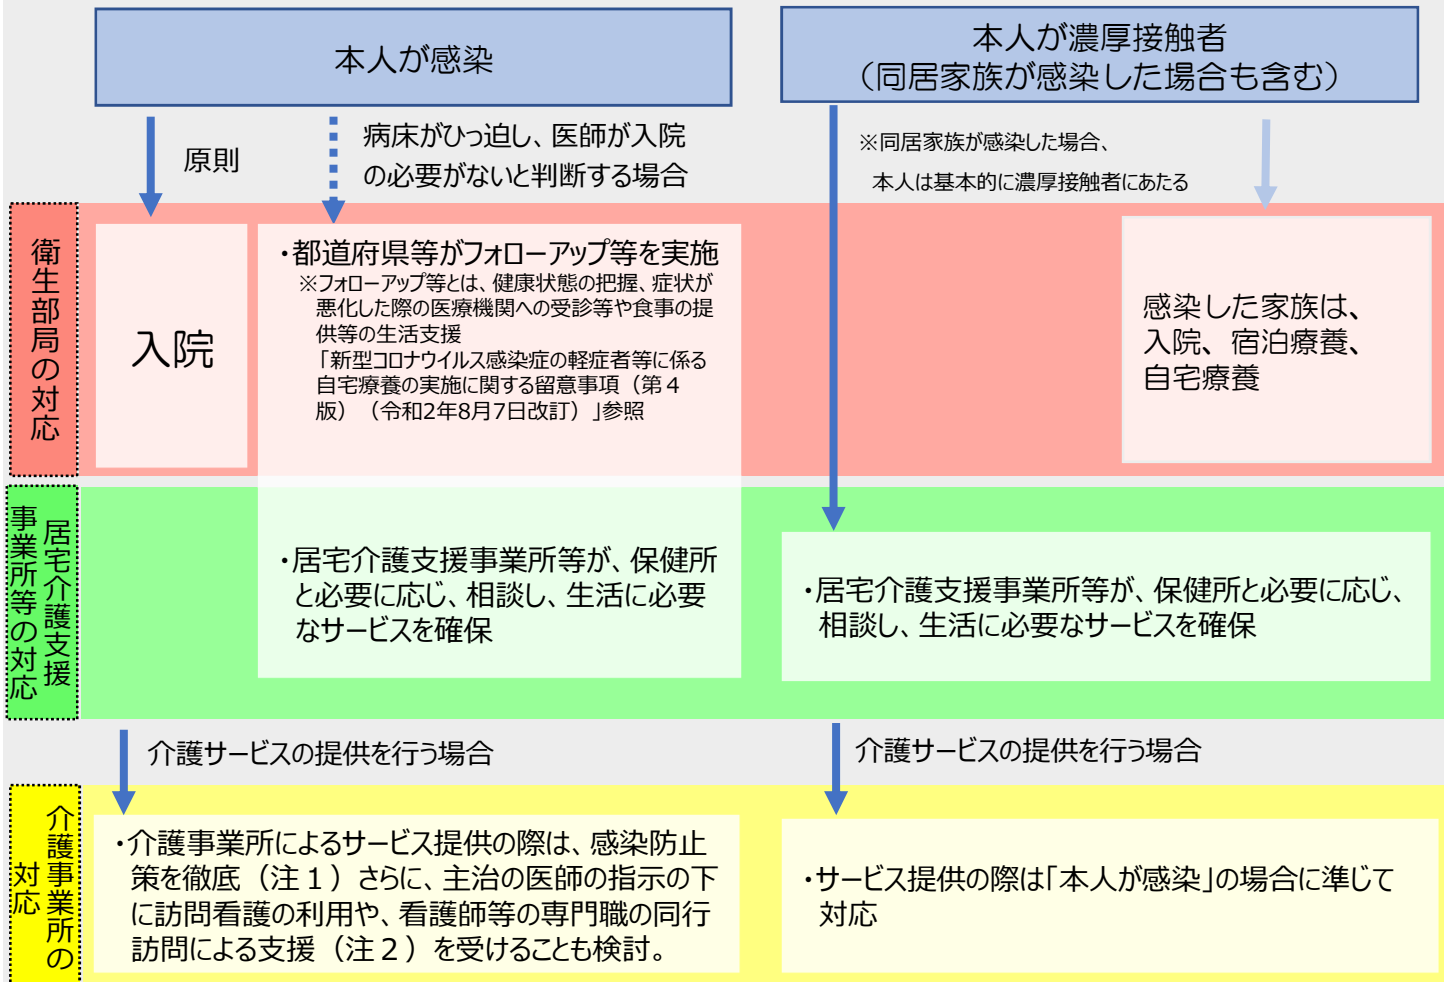 本人が感染
本人が濃厚接触者
（同居家族が感染した場合も含む）
原則
病床がひっ迫し、医師が入院
の必要がないと判断する場合
※同居家族が感染した場合、
本人は基本的に濃厚接触者にあたる
衛生部局の対応
入院
・都道府県等がフォローアップ等を実施
※フォローアップ等とは、健康状態の把握、症状が
悪化した際の医療機関への受診等や食事の提
供等の生活支援
「新型コロナウイルス感染症の軽症者等に係る
自宅療養の実施に関する留意事項（第４
版）（令和2年8月7日改訂）」参照
感染した家族は、
入院、宿泊療養、
自宅療養
居宅介護支援
事業所等の対応
・居宅介護支援事業所等が、保健所
と必要に応じ、相談し、生活に必要
なサービスを確保
・居宅介護支援事業所等が、保健所と必要に応じ、
相談し、生活に必要なサービスを確保
介護サービスの提供を行う場合
介護サービスの提供を行う場合
介護事業所の
対応
・介護事業所によるサービス提供の際は、感染防止
策を徹底（注１）さらに、主治の医師の指示の下
に訪問看護の利用や、看護師等の専門職の同行
訪問による支援（注２）を受けることも検討。
・サービス提供の際は「本人が感染」の場合に準じて
対応